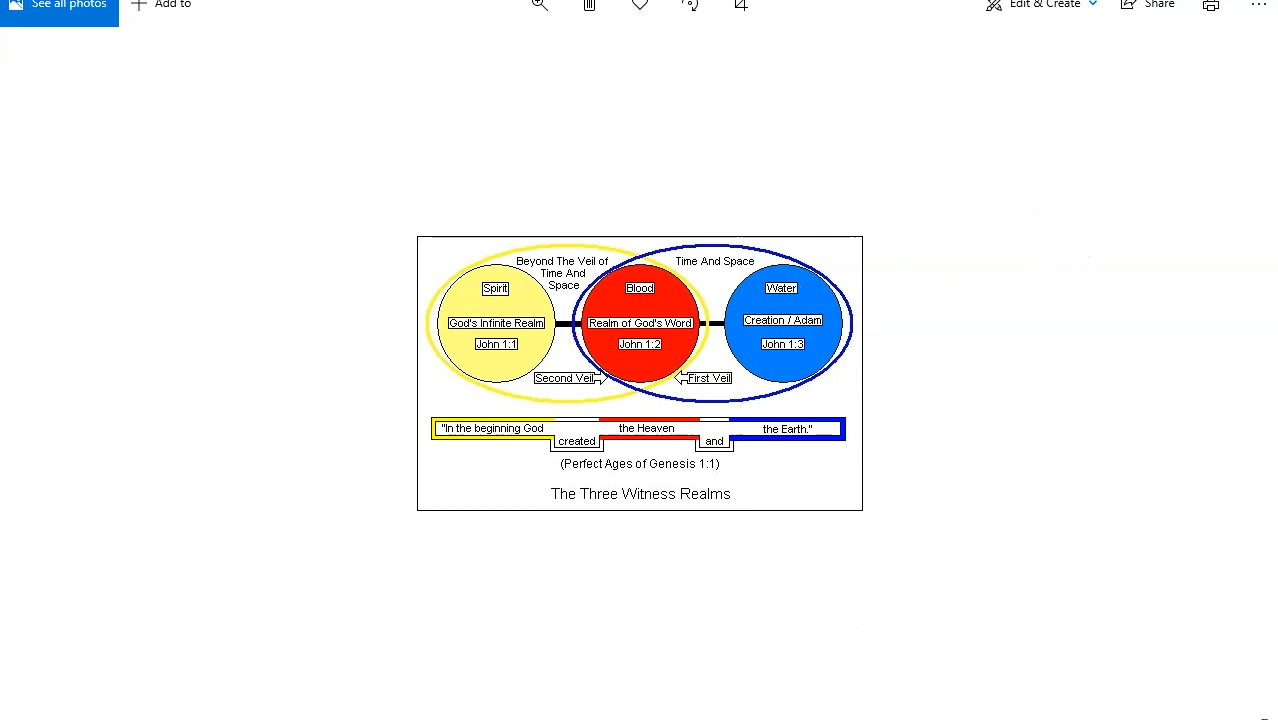 See all photos
Add to
Edit & Create
Share
Beyond The Veil of
Time And
Space
Time And Space
Spirit
Blood
Water
God's Infinite Realm
Realm of God's Word
Creation / Adam
John 1:1
John 1:2
John 1:3
Second Veil
First Veil
"In the beginning God
created
the Heaven
and
the Earth."
(Perfect Ages of Genesis 1:1)
The Three Witness Realms